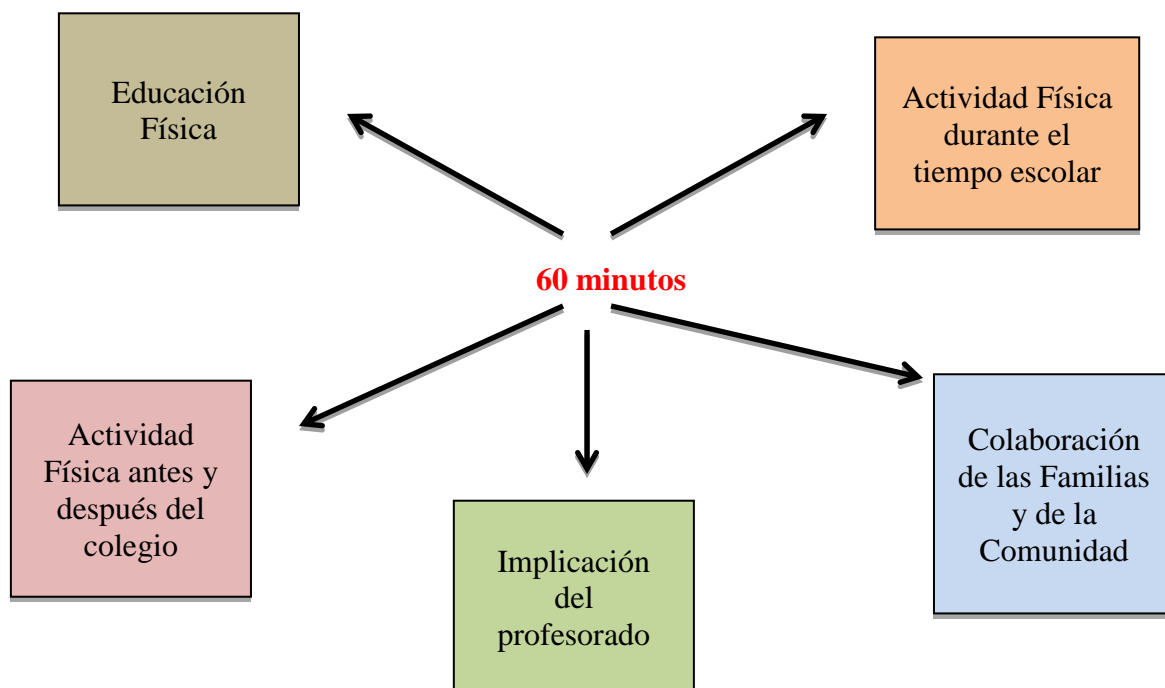 Educación
Física
Actividad Física
durante el
tiempo escolar
60 minutos
Actividad
Física antes y
después del
colegio
Implicación
del
profesorado
Colaboración
de las Familias
y de la
Comunidad